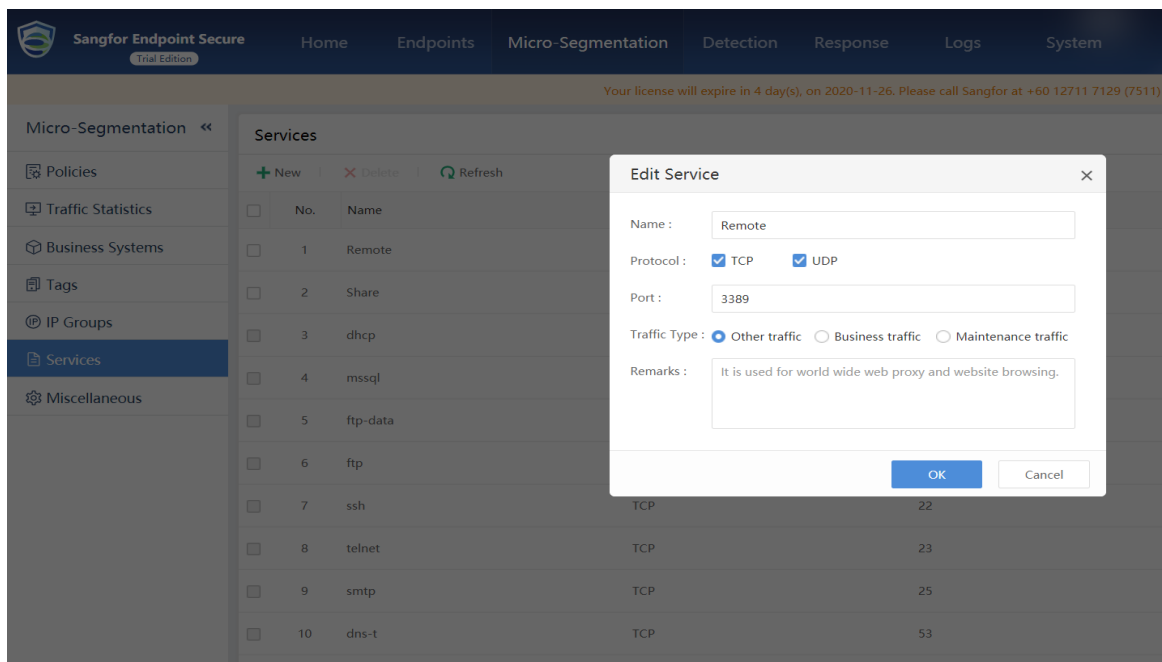 Sangfor Endpoint Secure
Trial Edition
Home Endpoints Micro-Segmentation Detection Response Logs System
Your license will expire in 4 day(s), on 2020-11-26. Please call Sangfor at +60 12711 7129 (7511)
Micro-Segmentation «
Policies
Traffic Statistics
Business Systems
Tags
IP Groups
Services
Miscellaneous
Services
New Delete Refresh
No. Name
1 Remote
2 Share
3 dhcp
4 mssql
5 ftp-data
6 ftp
7 ssh TCP 22
8 telnet TCP 23
9 smtp TCP 25
10 dns-t TCP 53
Edit Service
Name : Remote
Protocol : TCP UDP
Port : 3389
Traffic Type : Other traffic Business traffic Maintenance traffic
Remarks : It is used for world wide web proxy and website browsing.
OK Cancel